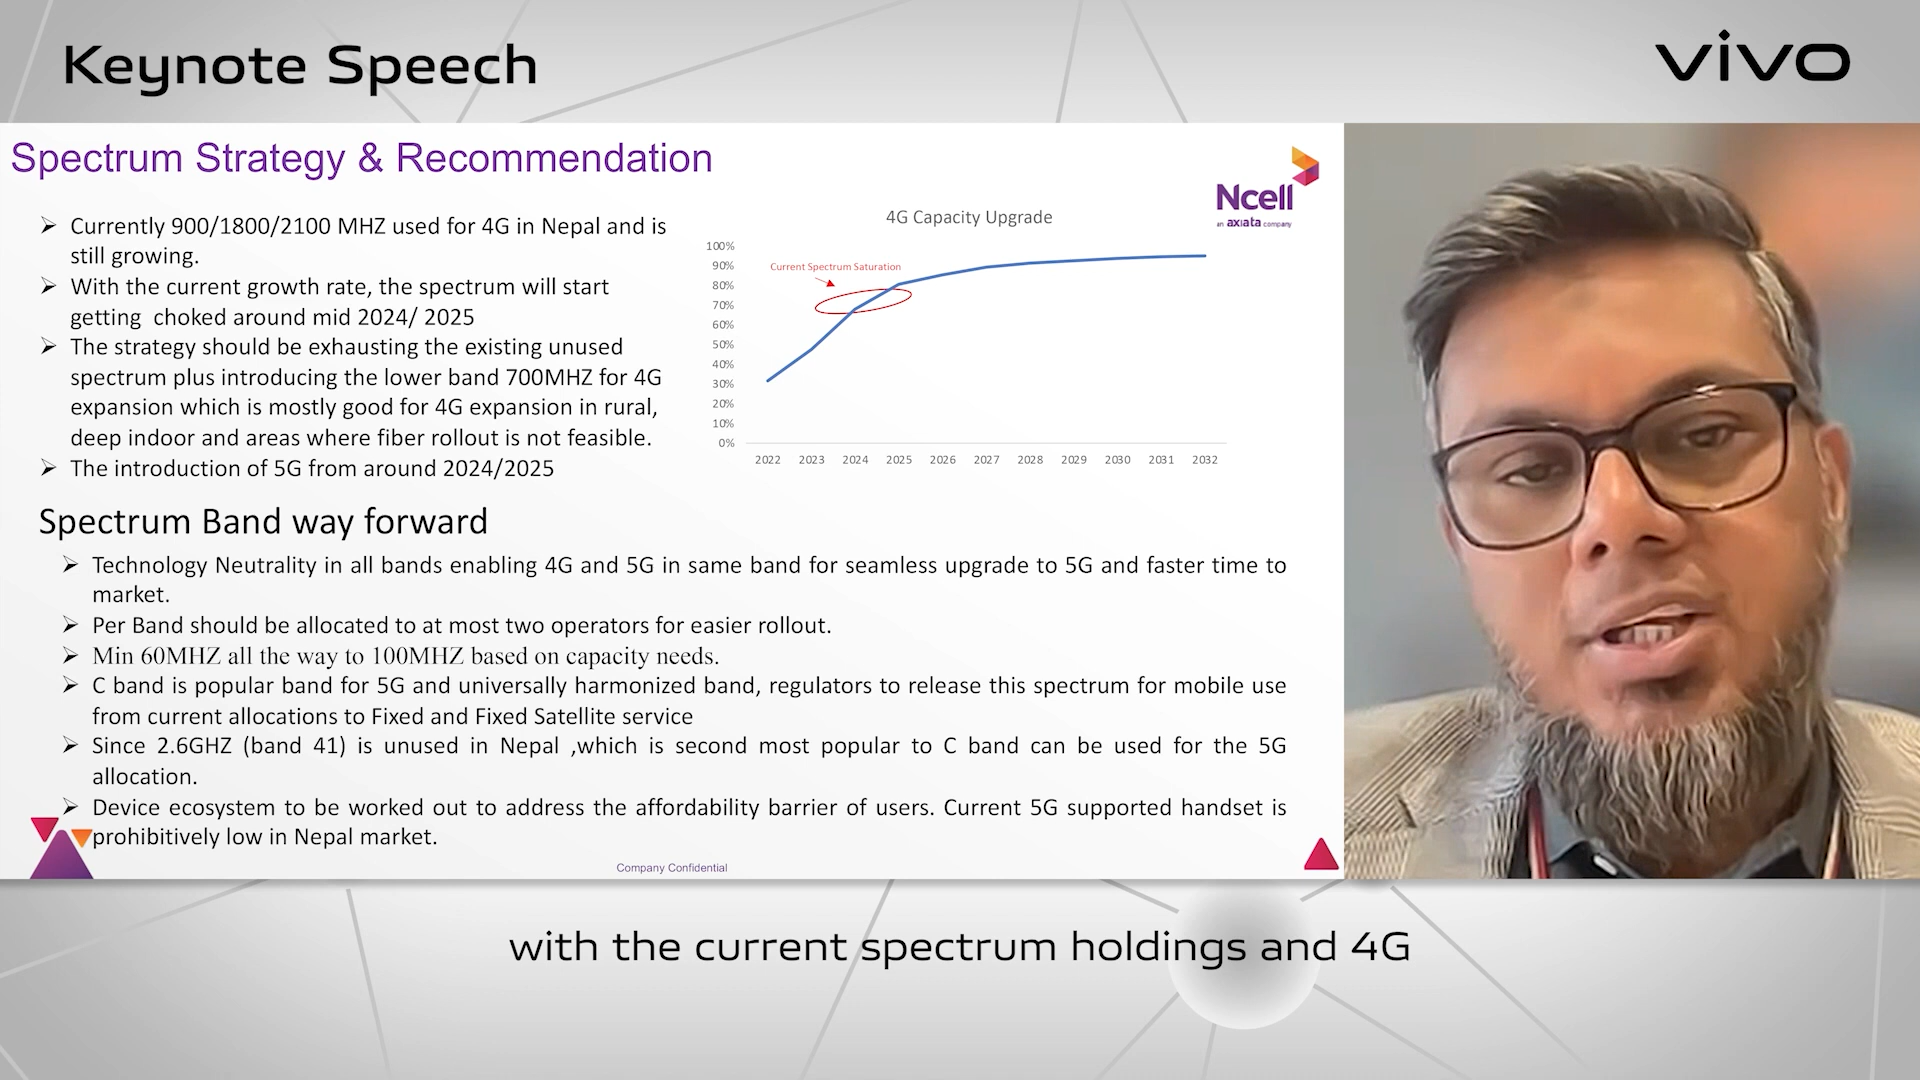 Keynote Speech
vivo
Spectrum Strategy & Recommendation
Ncell
an axiata company
➢ Currently 900/1800/2100 MHZ used for 4G in Nepal and is
still growing.
➢ With the current growth rate, the spectrum will start
getting choked around mid 2024/ 2025
➢ The strategy should be exhausting the existing unused
spectrum plus introducing the lower band 700MHZ for 4G
expansion which is mostly good for 4G expansion in rural,
deep indoor and areas where fiber rollout is not feasible.
➢ The introduction of 5G from around 2024/2025
4G Capacity Upgrade
100%
90%
80%
70%
60%
50%
40%
30%
20%
10%
0%
Current Spectrum Saturation
2022 2023 2024 2025 2026 2027 2028 2029 2030 2031 2032
Spectrum Band way forward
➢ Technology Neutrality in all bands enabling 4G and 5G in same band for seamless upgrade to 5G and faster time to
market.
➢ Per Band should be allocated to at most two operators for easier rollout.
➢ Min 60MHZ all the way to 100MHZ based on capacity needs.
➢ C band is popular band for 5G and universally harmonized band, regulators to release this spectrum for mobile use
from current allocations to Fixed and Fixed Satellite service
➢ Since 2.6GHZ (band 41) is unused in Nepal ,which is second most popular to C band can be used for the 5G
allocation.
➢ Device ecosystem to be worked out to address the affordability barrier of users. Current 5G supported handset is
prohibitively low in Nepal market.
Company Confidential
with the current spectrum holdings and 4G